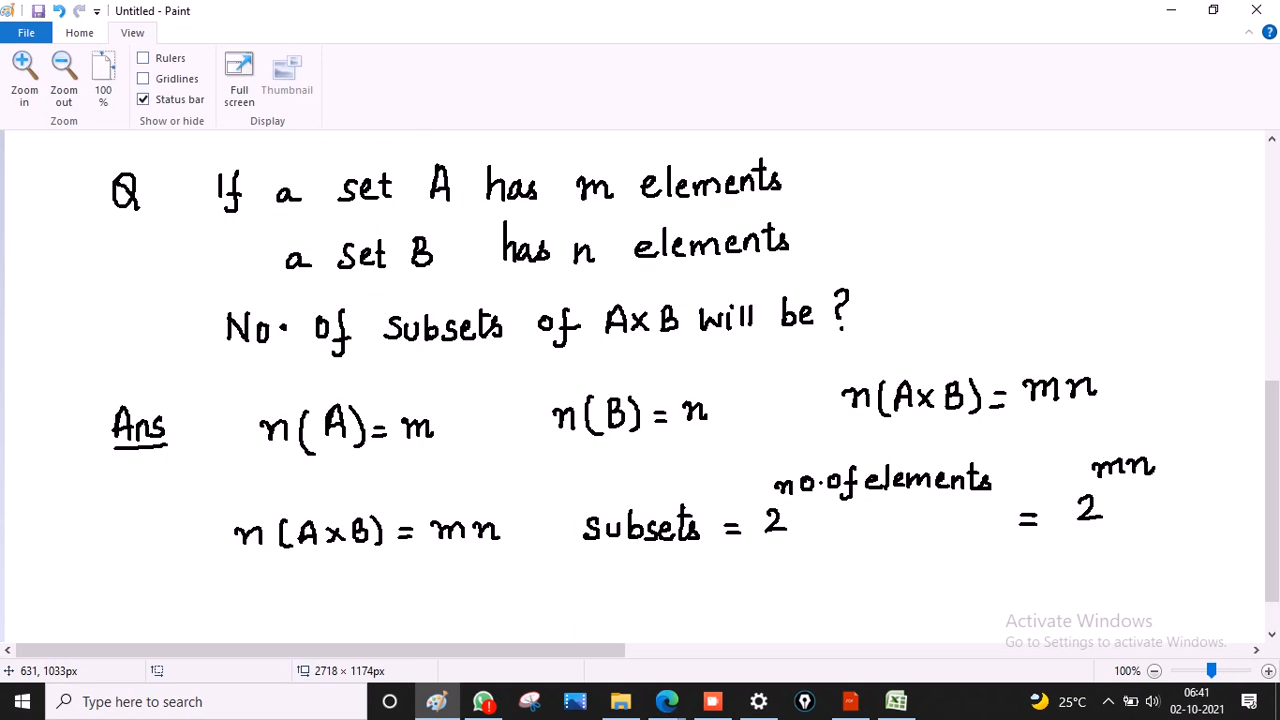 Untitled - Paint
File Home View
Zoom in
Zoom out
100 %
Rulers
Gridlines
Status bar
Full screen
Thumbnail
Zoom
Show or hide
Display
Q If a set A has m elements
a set B has n elements
No. of subsets of A×B will be ?
Ans n(A) = m n(B) = n n(A×B) = mn
n(A×B) = mn subsets = 2^no. of elements = 2^mn
Activate Windows
Go to Settings to activate Windows.
631, 1033px
2718 × 1174px
100%
Type here to search
25°C
06:41
02-10-2021